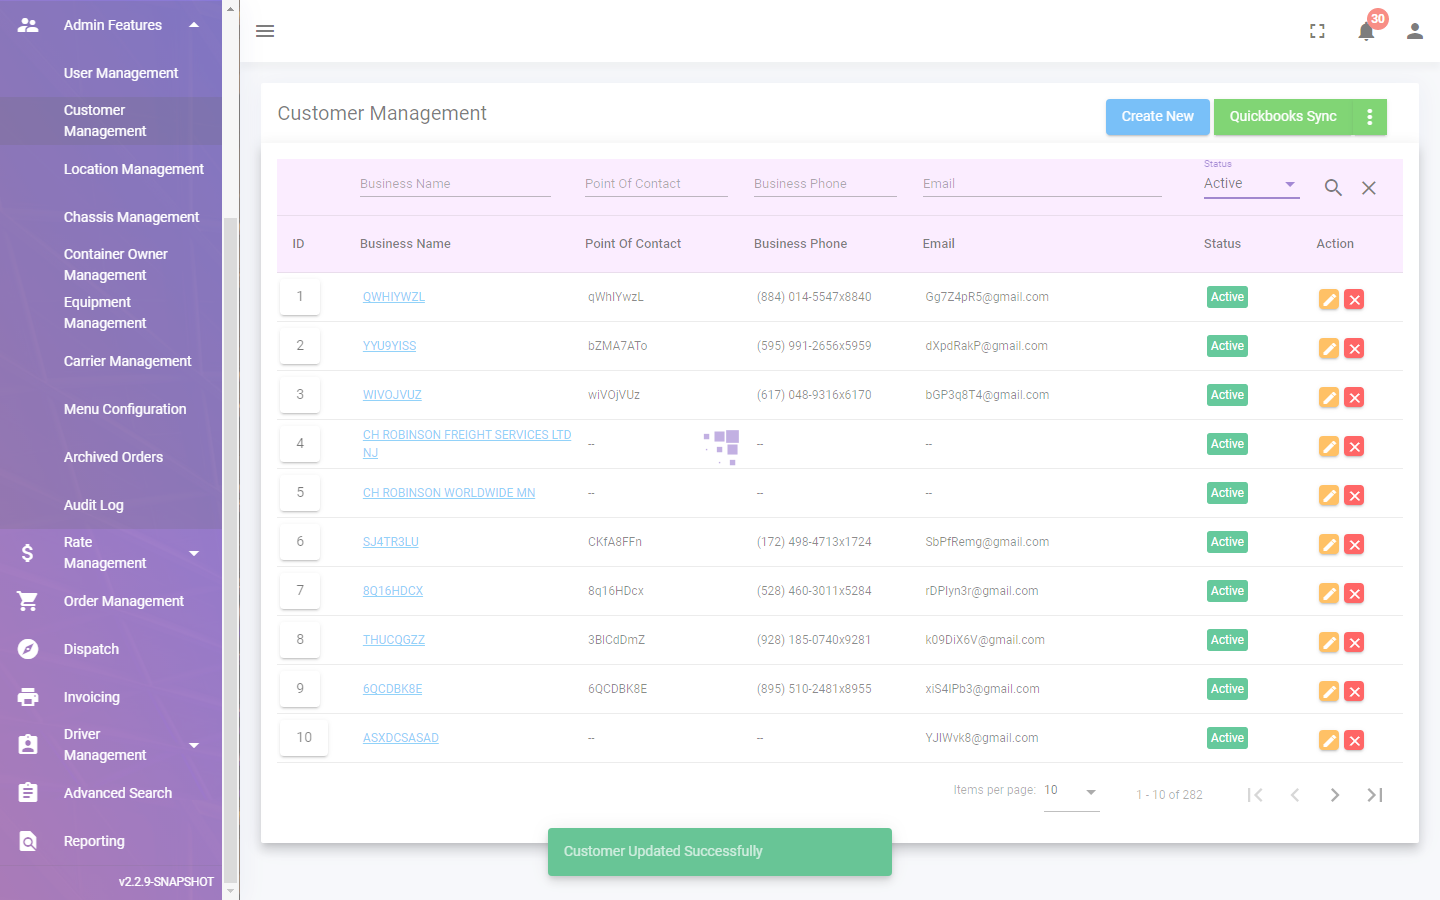 Admin Features
User Management
Customer
Management
Location Management
Chassis Management
Container Owner
Management
Equipment
Management
Carrier Management
Menu Configuration
Archived Orders
Audit Log
Rate
Management
Order Management
Dispatch
Invoicing
Driver
Management
Advanced Search
Reporting
v2.2.9-SNAPSHOT
30
Customer Management
Create New
Quickbooks Sync
Business Name Point Of Contact Business Phone Email Status Active
ID Business Name Point Of Contact Business Phone Email Status Action
1 QWHIYWZL qWhIYwzL (884) 014-5547x8840 Gg7Z4pR5@gmail.com Active
2 YYU9YISS bZMA7ATo (595) 991-2656x5959 dXpdRakP@gmail.com Active
3 WIVOJVUZ wiVOjVUz (617) 048-9316x6170 bGP3q8T4@gmail.com Active
4 CH ROBINSON FREIGHT SERVICES LTD
NJ -- -- -- Active
5 CH ROBINSON WORLDWIDE MN -- -- -- Active
6 SJ4TR3LU CKfA8FFn (172) 498-4713x1724 SbPfRemg@gmail.com Active
7 8Q16HDCX 8q16HDcx (528) 460-3011x5284 rDPIyn3r@gmail.com Active
8 THUCQGZZ 3BICdDmZ (928) 185-0740x9281 k09DiX6V@gmail.com Active
9 6QCDBK8E 6QCDBK8E (895) 510-2481x8955 xiS4IPb3@gmail.com Active
10 ASXDCSASAD -- -- YJIWvk8@gmail.com Active
Items per page: 10 1 - 10 of 282
Customer Updated Successfully